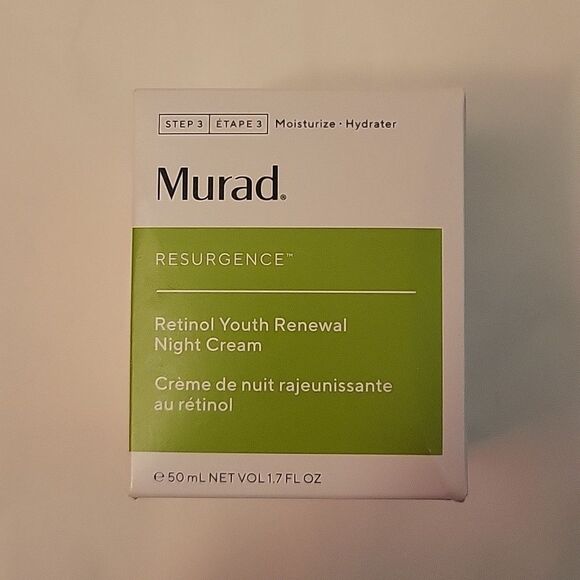 STEP 3 ÉTAPE 3 Moisturize · Hydrater
Murad®
RESURGENCE™
Retinol Youth Renewal
Night Cream
Crème de nuit rajeunissante
au rétinol
℮ 50 mL NET VOL 1.7 FL OZ